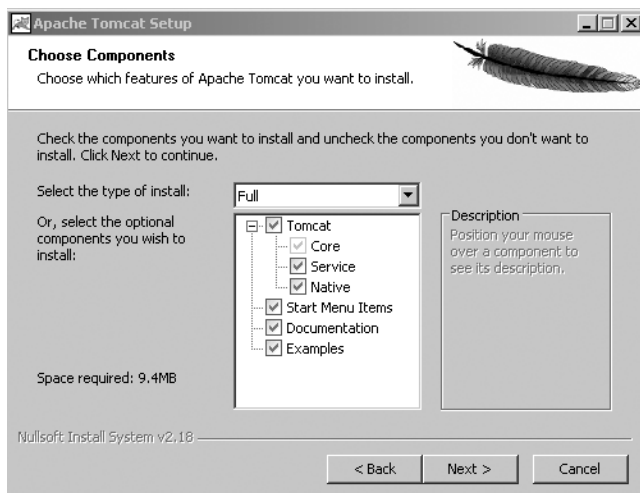 Apache Tomcat Setup
Choose Components
Choose which features of Apache Tomcat you want to install.
Check the components you want to install and uncheck the components you don't want to
install. Click Next to continue.
Select the type of install:
Full
Or, select the optional
components you wish to
install:
Tomcat
Core
Service
Native
Start Menu Items
Documentation
Examples
Description
Position your mouse
over a component to
see its description.
Space required: 9.4MB
Nullsoft Install System v2.18
< Back
Next >
Cancel